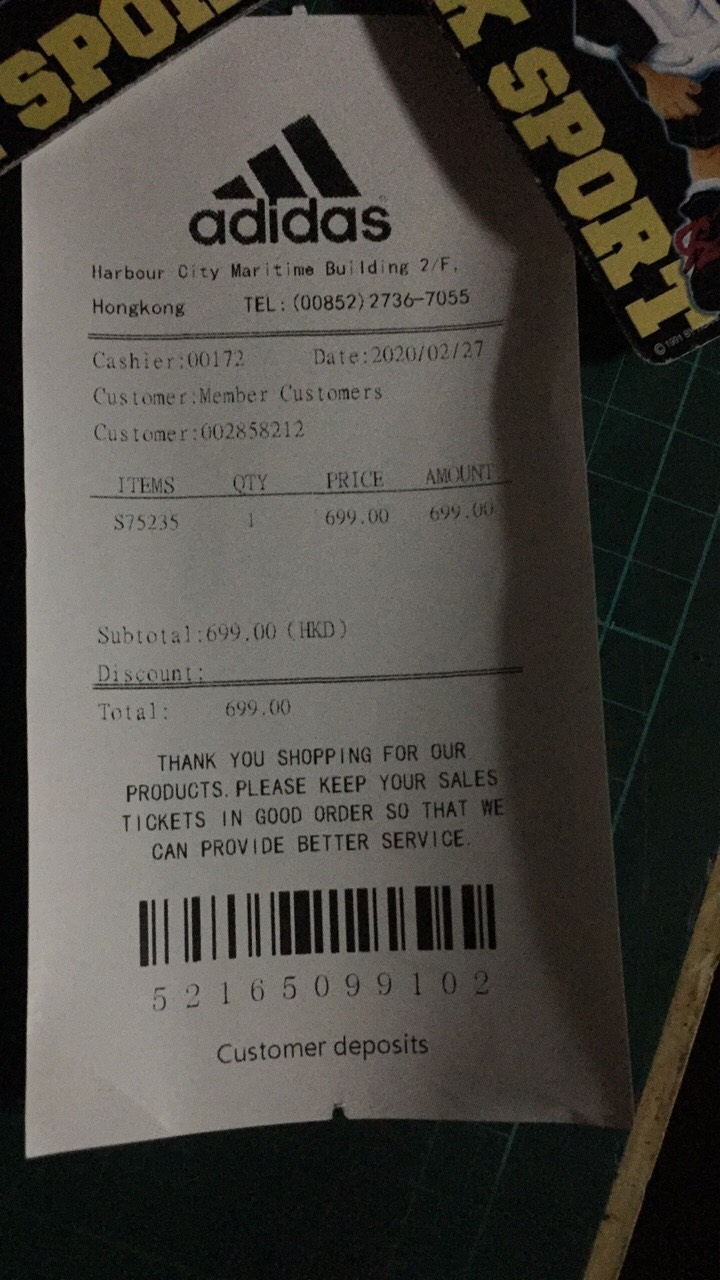 SPORT
K SPORT
© 1991
adidas
Harbour City Maritime Building 2/F,
Hongkong TEL:(00852)2736-7055
Cashier:00172 Date:2020/02/27
Customer:Member Customers
Customer:002858212
ITEMS QTY PRICE AMOUNT
S75235 1 699.00 699.00
Subtotal:699.00(HKD)
Discount:
Total: 699.00
THANK YOU SHOPPING FOR OUR
PRODUCTS.PLEASE KEEP YOUR SALES
TICKETS IN GOOD ORDER SO THAT WE
CAN PROVIDE BETTER SERVICE.
52165099102
Customer deposits